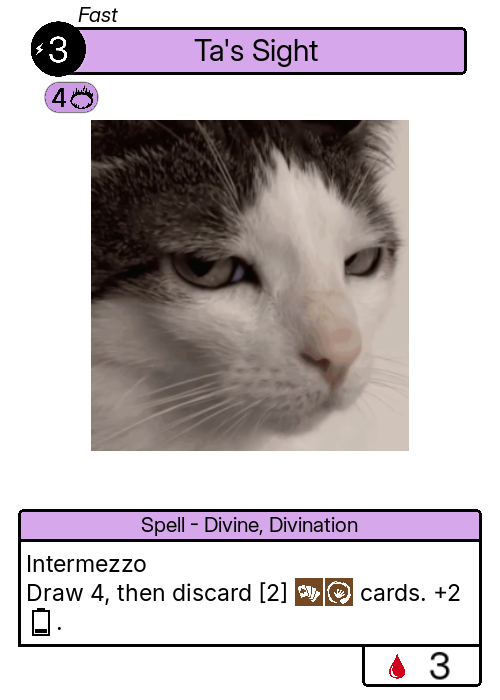 Fast
3
Ta's Sight
4
Spell - Divine, Divination
Intermezzo
Draw 4, then discard [2] cards. +2
.
3